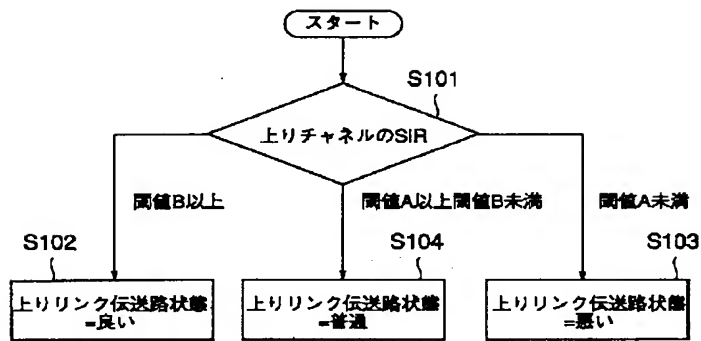 スタート
S101
上りチャネルのSIR
閾値B以上
閾値A以上閾値B未満
閾値A未満
S102
S104
S103
上りリンク伝送路状態
=良い
上りリンク伝送路状態
=普通
上りリンク伝送路状態
=悪い